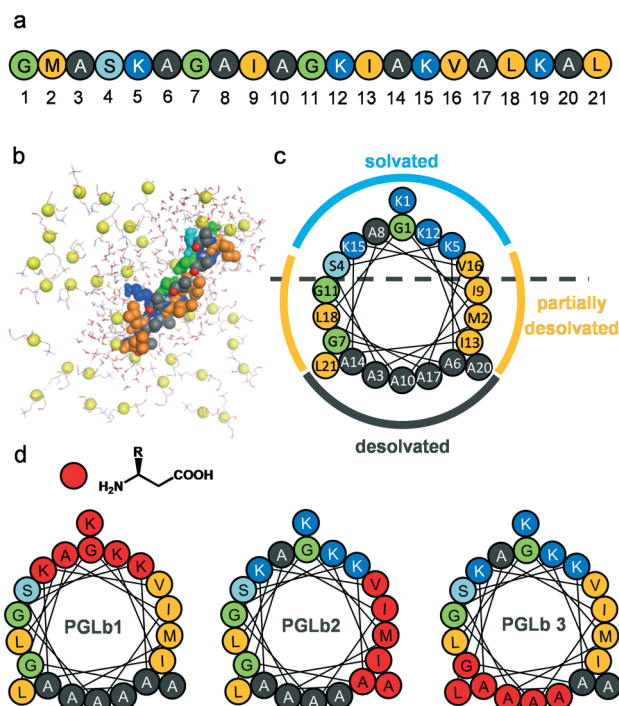 a
G M A S K A G A I A G K I A K V A L K A L
1 2 3 4 5 6 7 8 9 10 11 12 13 14 15 16 17 18 19 20 21
b
c
solvated
K1
A8 G1 K12
K15 K5
S4 V16
G11 I9
L18 M2
G7 I13
L21 A14 A3 A10 A17 A6 A20
partially
desolvated
desolvated
d
R
H₂N COOH
K
K A G K K
S V
G I
L PGLb1 M
G I
L A A A A A A
K
K A G K K
S V
G I
L PGLb2 M
G I
L A A A A A A
K
K A G K K
S V
G I
L PGLb 3 M
G I
L A A A A A A